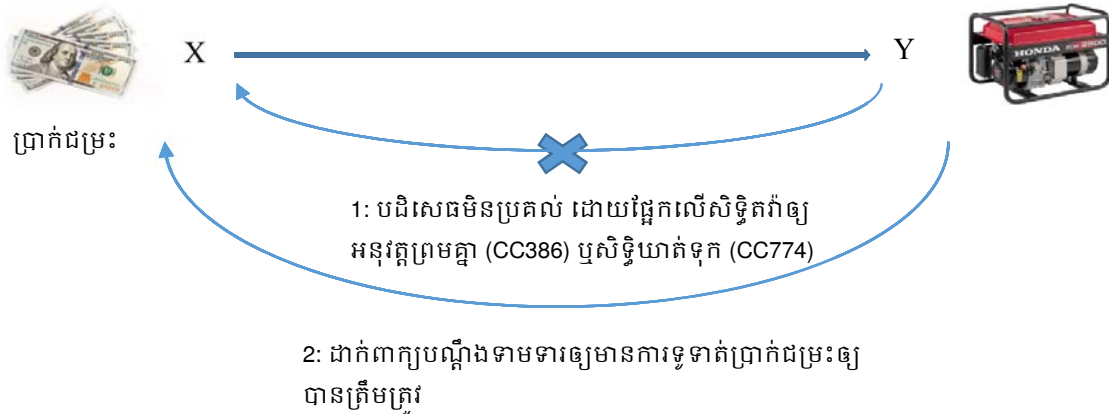 X
Y
HONDA
ប្រាក់ជម្រះ
1: បដិសេធមិនប្រគល់ ដោយផ្អែកលើសិទ្ធិតវ៉ាឲ្យ
អនុវត្តព្រមគ្នា (CC386) ឬសិទ្ធិឃាត់ទុក (CC774)
2: ដាក់ពាក្យបណ្តឹងទាមទារឲ្យមានការទូទាត់ប្រាក់ជម្រះឲ្យ
បានត្រឹមត្រូវ